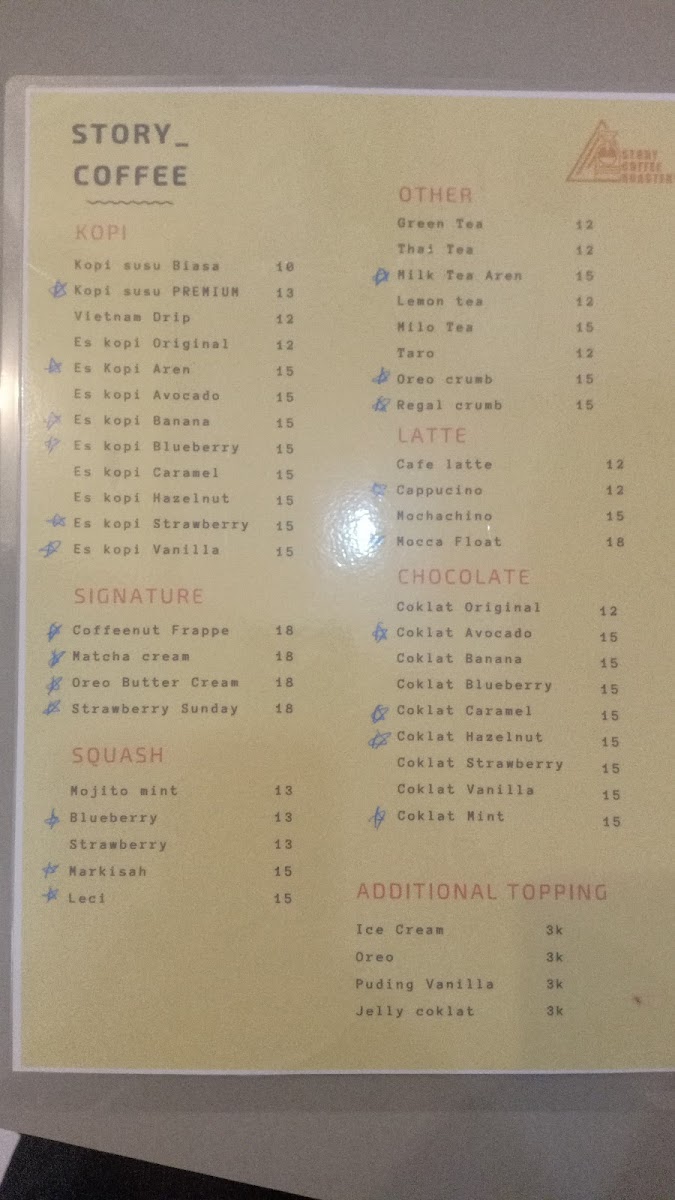 STORY_
COFFEE
KOPI
Kopi susu Biasa 10
Kopi susu PREMIUM 13
Vietnam Drip 12
Es kopi Original 12
Es Kopi Aren 15
Es kopi Avocado 15
Es kopi Banana 15
Es kopi Blueberry 15
Es kopi Caramel 15
Es kopi Hazelnut 15
Es kopi Strawberry 15
Es kopi Vanilla 15
SIGNATURE
Coffeenut Frappe 18
Matcha cream 18
Oreo Butter Cream 18
Strawberry Sunday 18
SQUASH
Mojito mint 13
Blueberry 13
Strawberry 13
Markisah 15
Leci 15
STORY
COFFEE
ROASTER
OTHER
Green Tea 12
Thai Tea 12
Milk Tea Aren 15
Lemon tea 12
Milo Tea 15
Taro 12
Oreo crumb 15
Regal crumb 15
LATTE
Cafe latte 12
Cappucino 12
Mochachino 15
Mocca Float 18
CHOCOLATE
Coklat Original 12
Coklat Avocado 15
Coklat Banana 15
Coklat Blueberry 15
Coklat Caramel 15
Coklat Hazelnut 15
Coklat Strawberry 15
Coklat Vanilla 15
Coklat Mint 15
ADDITIONAL TOPPING
Ice Cream 3k
Oreo 3k
Puding Vanilla 3k
Jelly coklat 3k